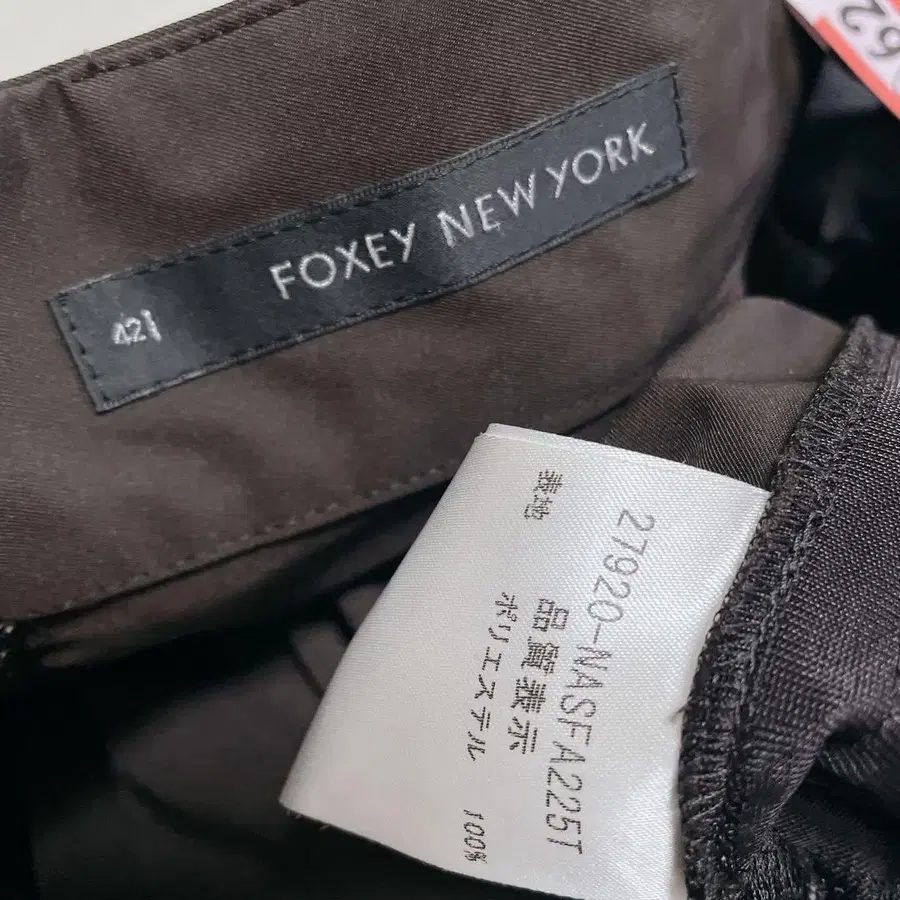 FOXEY NEW YORK
42
27920-NASFA225T
品質表示
表地 ポリエステル 100%
62